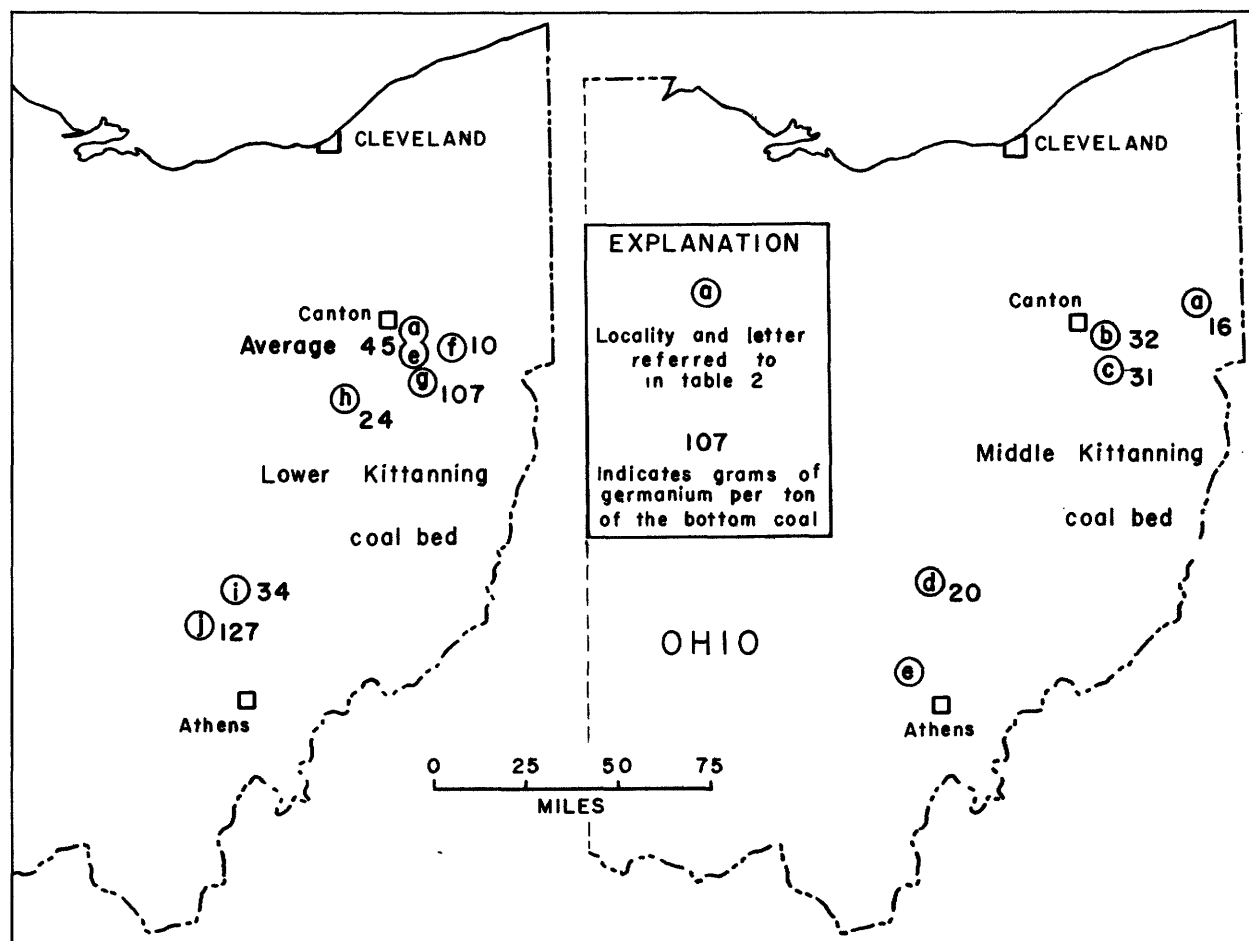 CLEVELAND
Canton
a
Average 45
e
f 10
g 107
h 24
Lower Kittanning
coal bed
i 34
j 127
Athens
EXPLANATION
a
Locality and letter
referred to
in table 2
107
Indicates grams of
germanium per ton
of the bottom coal
OHIO
0 25 50 75
MILES
CLEVELAND
Canton
a 16
b 32
c 31
Middle Kittanning
coal bed
d 20
e
Athens